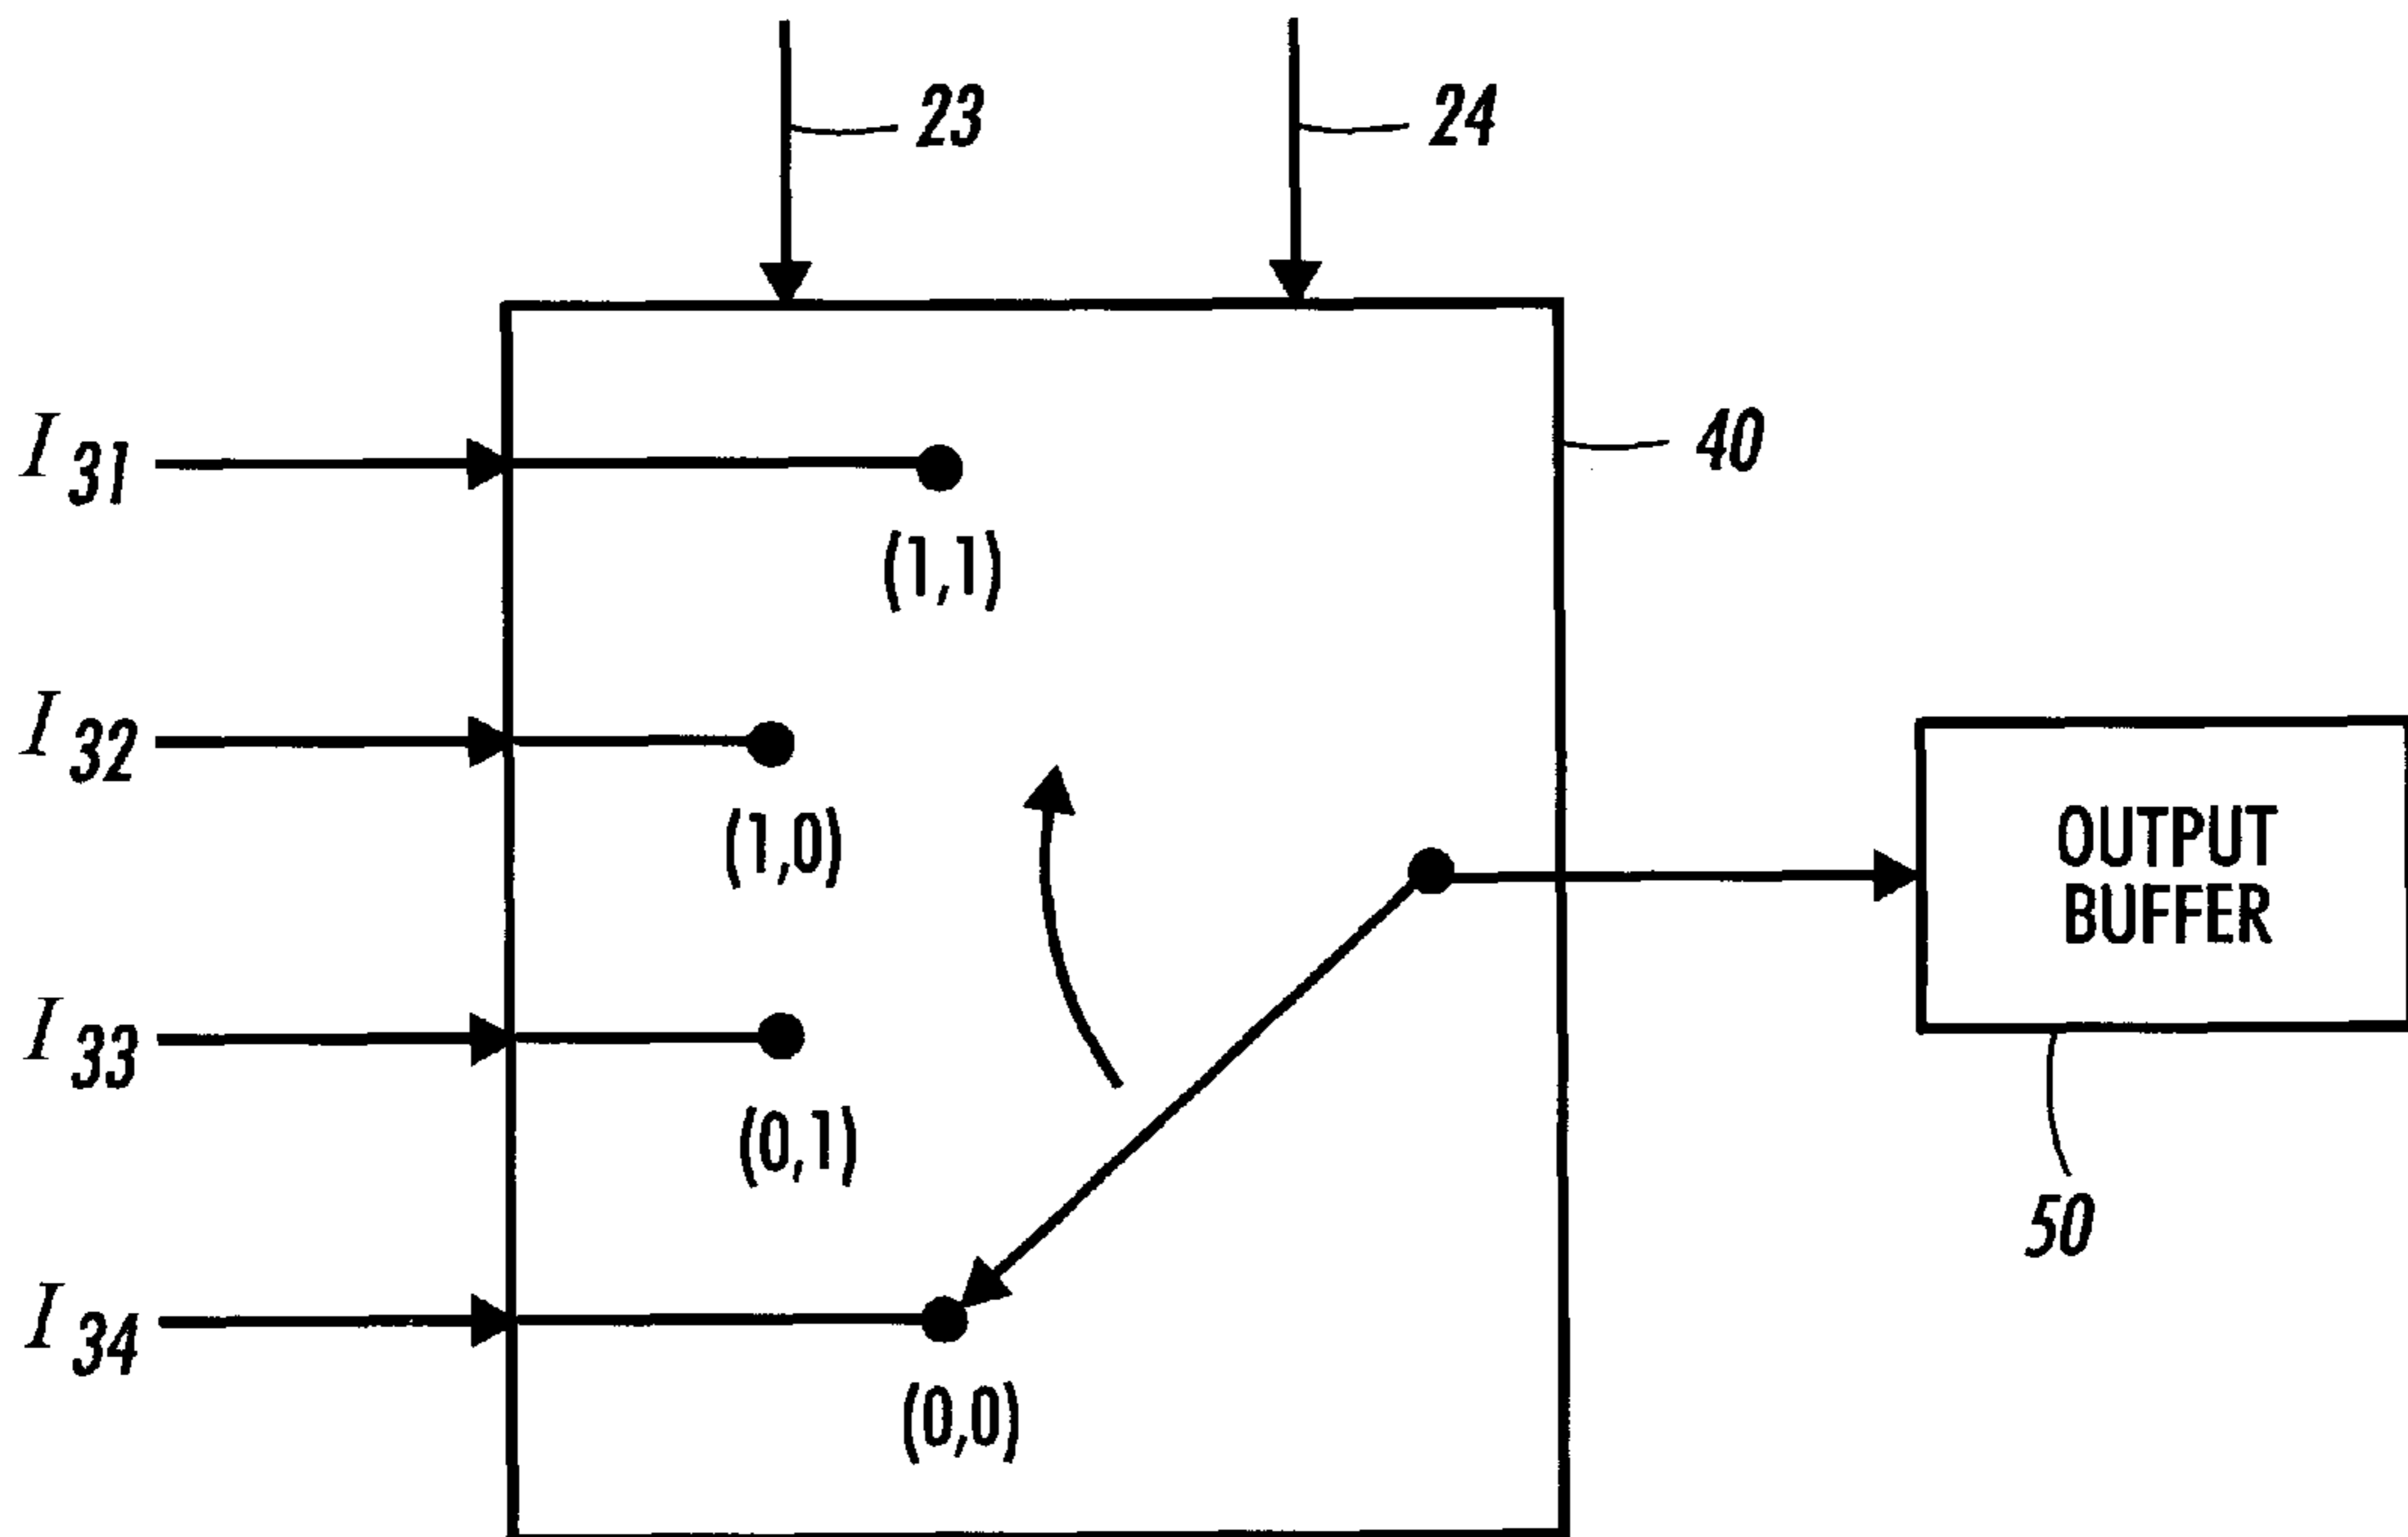 23
24
I 31
40
(1,1)
I 32
(1,0)
OUTPUT
BUFFER
I 33
(0,1)
50
I 34
(0,0)